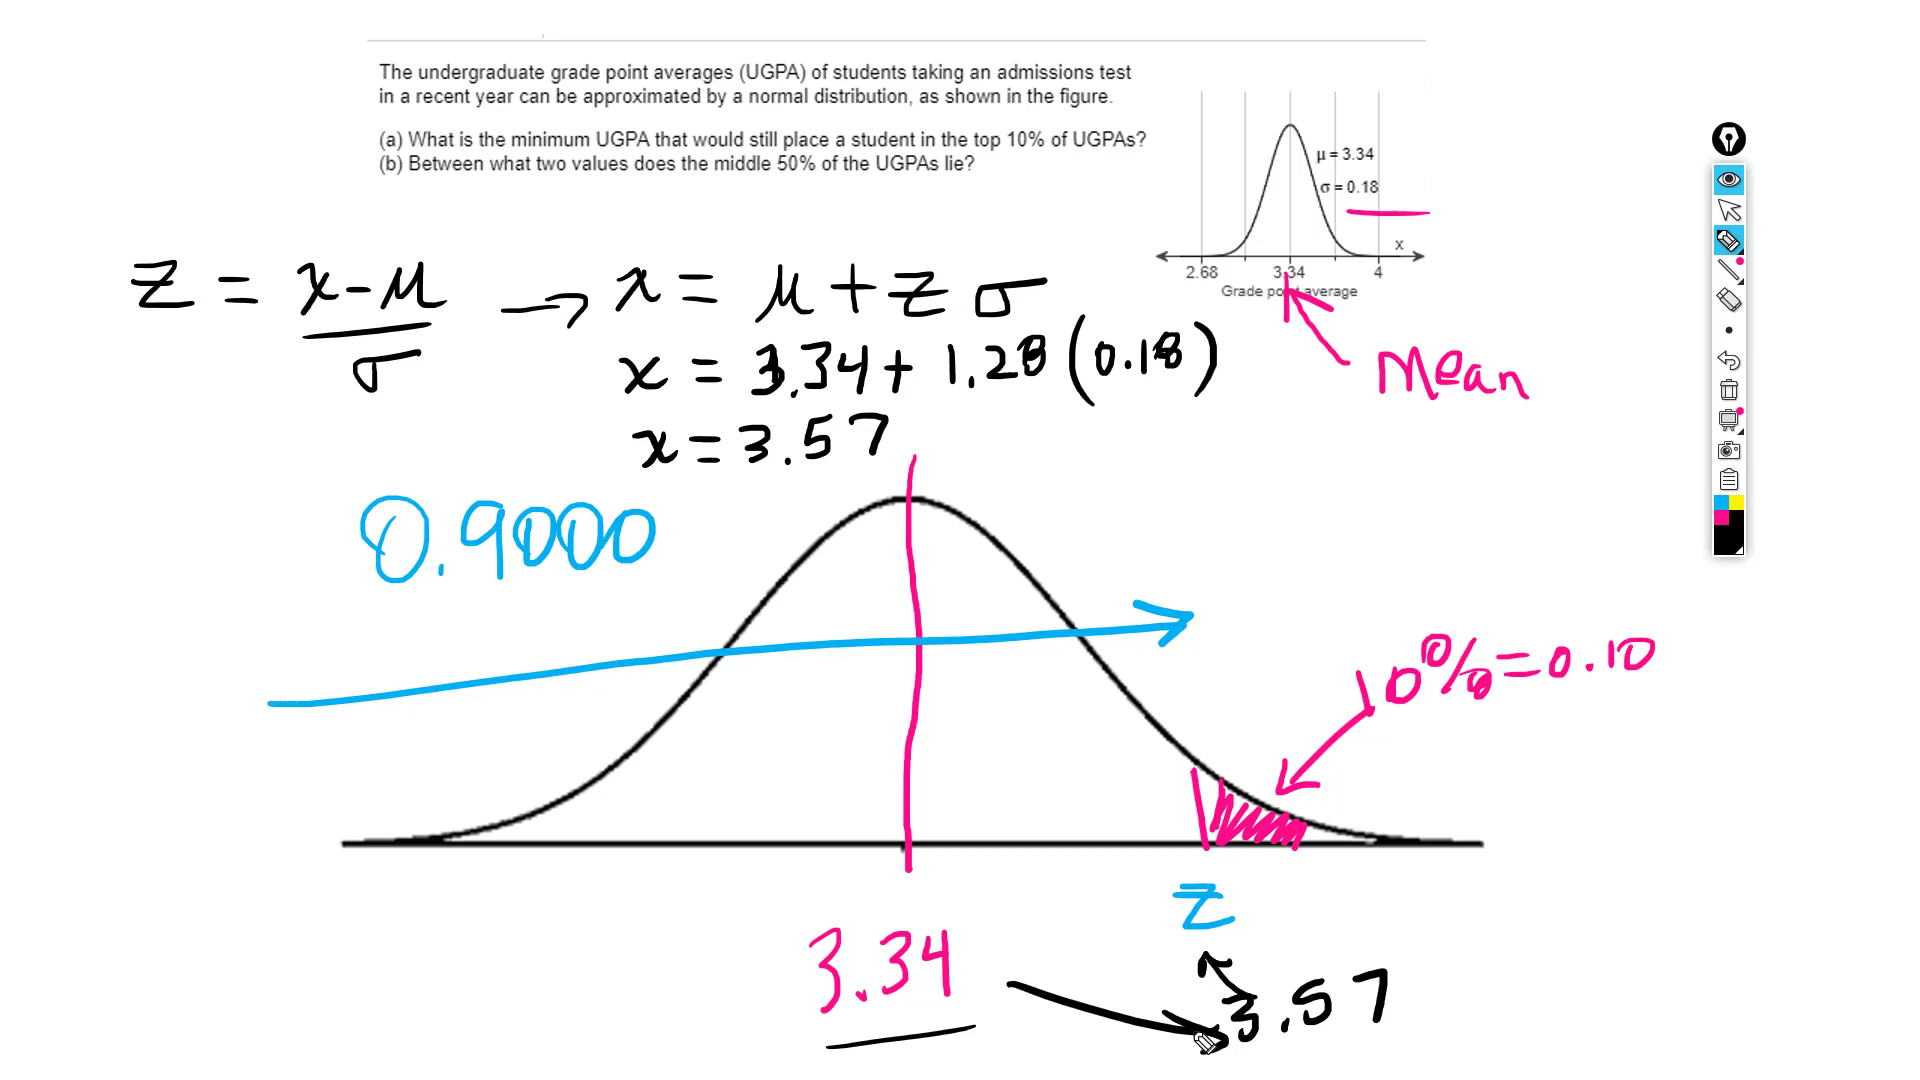 The undergraduate grade point averages (UGPA) of students taking an admissions test
in a recent year can be approximated by a normal distribution, as shown in the figure.
(a) What is the minimum UGPA that would still place a student in the top 10% of UGPAs?
(b) Between what two values does the middle 50% of the UGPAs lie?
μ = 3.34
σ = 0.18
x
2.68 3.34 4
Grade point average
Mean
z = x-μ/σ → x = μ + z σ
x = 3.34 + 1.28 (0.18)
x = 3.57
0.9000
10% = 0.10
z
3.34
3.57